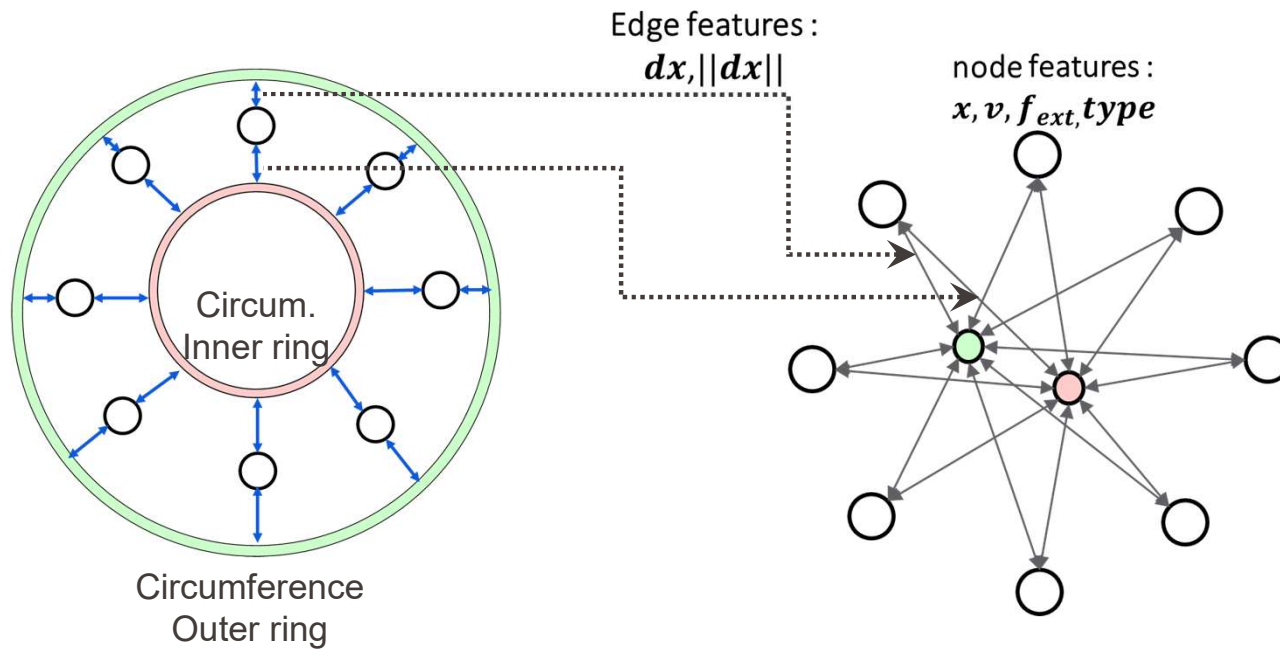 Edge features :
dx,||dx||
node features :
x, v, f_ext, type
Circum.
Inner ring
Circumference
Outer ring